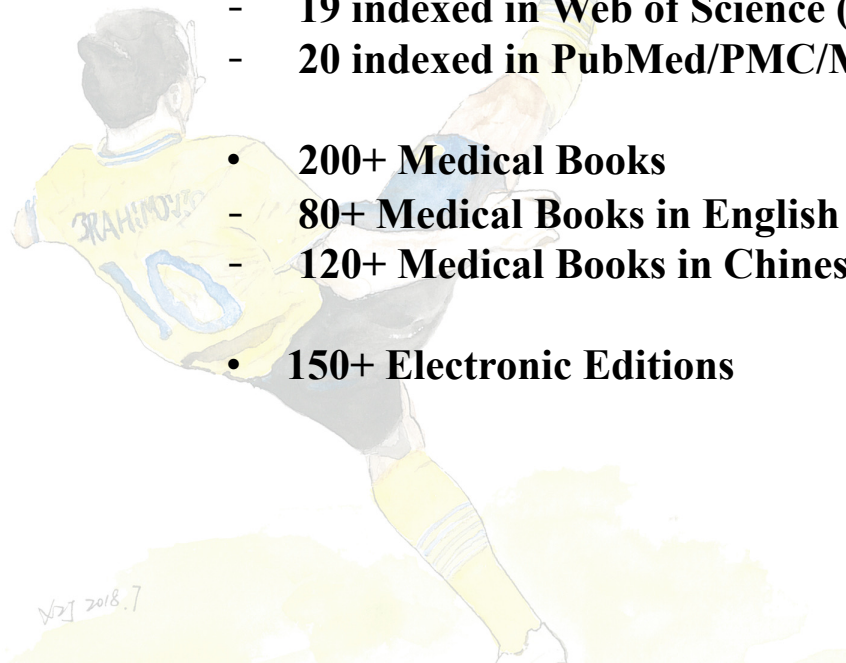 - 19 indexed in Web of Science (
- 20 indexed in PubMed/PMC/M
• 200+ Medical Books
- 80+ Medical Books in English
- 120+ Medical Books in Chines
• 150+ Electronic Editions
10
2018.7